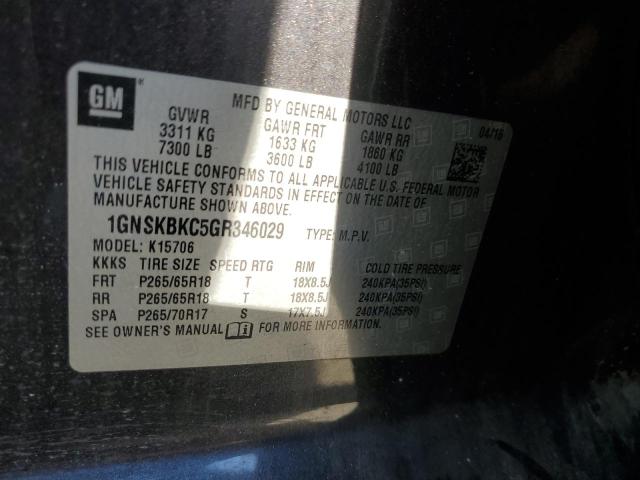 GM
MFD BY GENERAL MOTORS LLC 04/16
GVWR GAWR FRT GAWR RR
3311 KG 1633 KG 1860 KG
7300 LB 3600 LB 4100 LB
THIS VEHICLE CONFORMS TO ALL APPLICABLE U.S. FEDERAL MOTOR
VEHICLE SAFETY STANDARDS IN EFFECT ON THE DATE OF
MANUFACTURE SHOWN ABOVE.
1GNSKBKC5GR346029 TYPE: M.P.V.
MODEL: K15706
KKKS TIRE SIZE SPEED RTG RIM COLD TIRE PRESSURE
FRT P265/65R18 T 18X8.5J 240KPA(35PSI)
RR P265/65R18 T 18X8.5J 240KPA(35PSI)
SPA P265/70R17 S 17X7.5J 240KPA(35PSI)
SEE OWNER'S MANUAL FOR MORE INFORMATION.